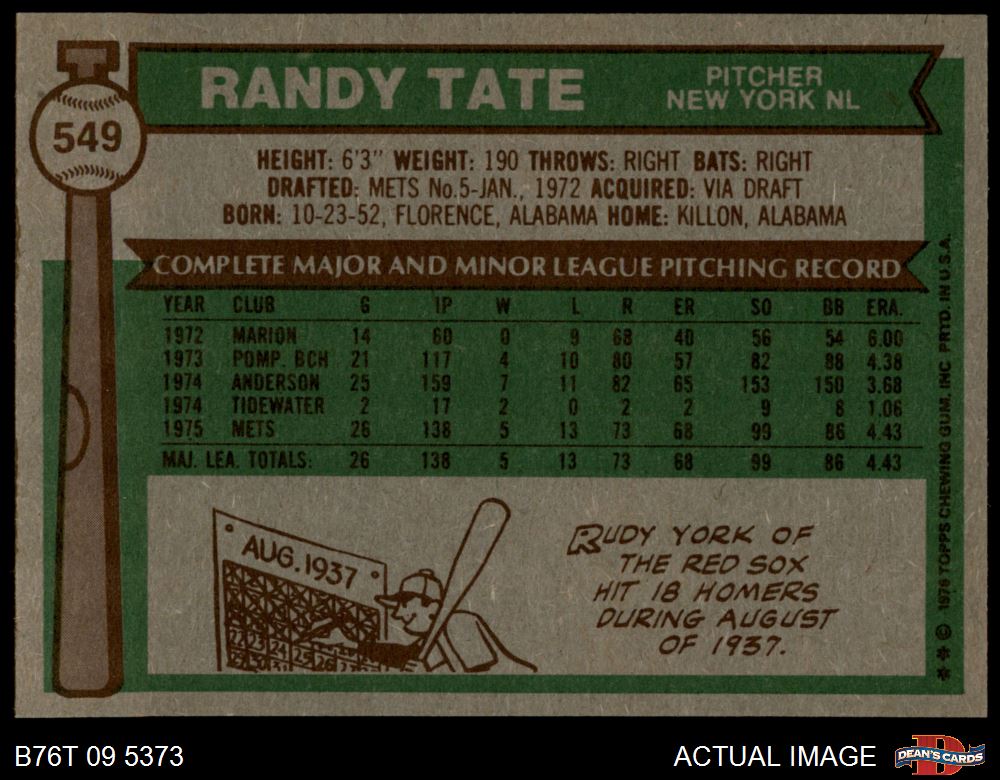 549
RANDY TATE
PITCHER
NEW YORK NL
HEIGHT: 6'3" WEIGHT: 190 THROWS: RIGHT BATS: RIGHT
DRAFTED: METS No.5-JAN., 1972 ACQUIRED: VIA DRAFT
BORN: 10-23-52, FLORENCE, ALABAMA HOME: KILLON, ALABAMA
COMPLETE MAJOR AND MINOR LEAGUE PITCHING RECORD
YEAR CLUB G IP W L R ER SO BB ERA.
1972 MARION 14 60 0 9 68 40 56 54 6.00
1973 POMP. BCH 21 117 4 10 80 57 82 88 4.38
1974 ANDERSON 25 159 7 11 82 65 153 150 3.68
1974 TIDEWATER 2 17 2 0 2 2 9 8 1.06
1975 METS 26 138 5 13 73 68 99 86 4.43
MAJ. LEA. TOTALS: 26 138 5 13 73 68 99 86 4.43
AUG. 1937
22 23 24 25 26
RUDY YORK OF
THE RED SOX
HIT 18 HOMERS
DURING AUGUST
OF 1937.
** © 1976 TOPPS CHEWING GUM, INC. PRTD. IN U.S.A.
B76T 09 5373
ACTUAL IMAGE
D
DEAN'S CARDS